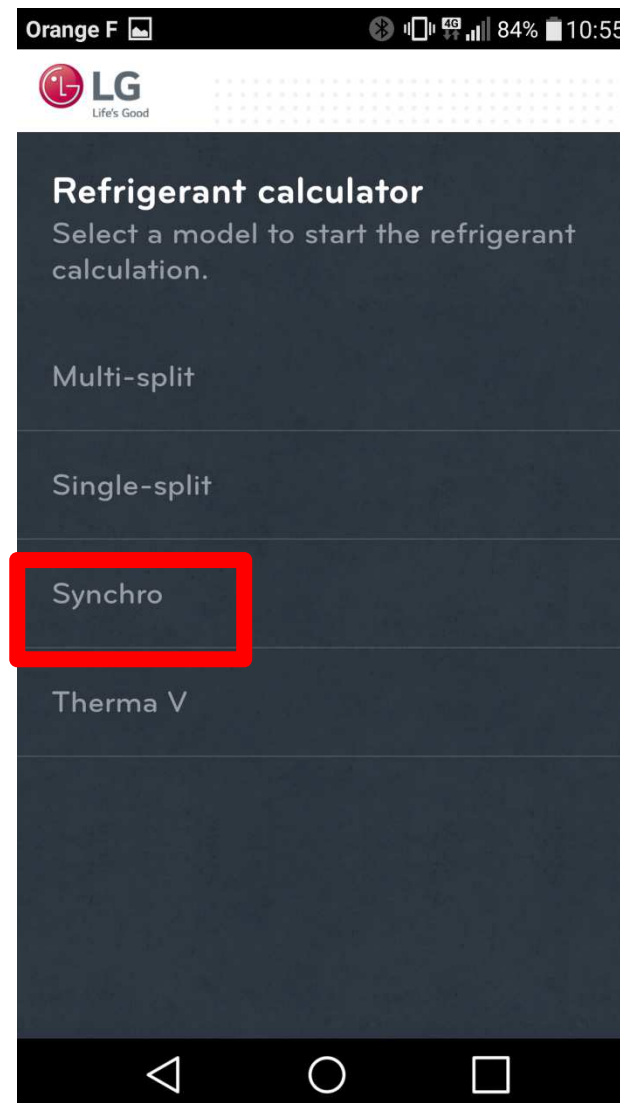 Orange F 4G 84% 10:55
LG
Life's Good
Refrigerant calculator
Select a model to start the refrigerant
calculation.
Multi-split
Single-split
Synchro
Therma V